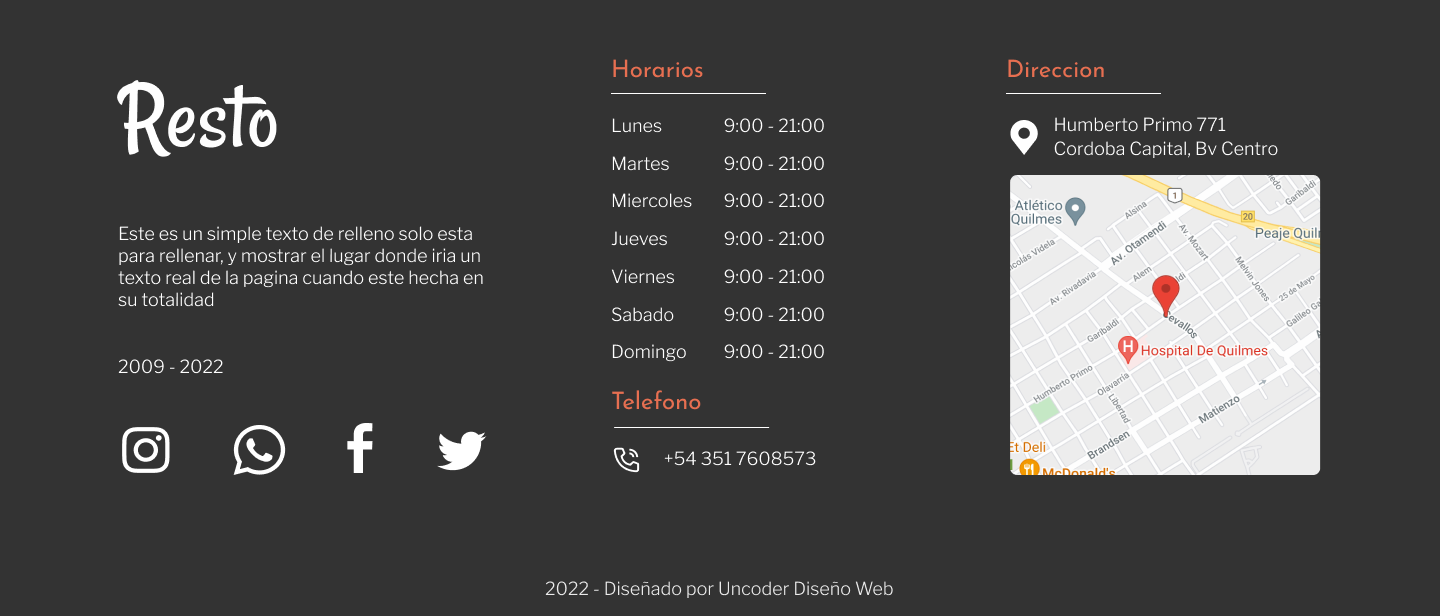 Resto
Este es un simple texto de relleno solo esta
para rellenar, y mostrar el lugar donde iria un
texto real de la pagina cuando este hecha en
su totalidad
2009 - 2022
Horarios
Lunes 9:00 - 21:00
Martes 9:00 - 21:00
Miercoles 9:00 - 21:00
Jueves 9:00 - 21:00
Viernes 9:00 - 21:00
Sabado 9:00 - 21:00
Domingo 9:00 - 21:00
Telefono
+54 351 7608573
Direccion
Humberto Primo 771
Cordoba Capital, Bv Centro
Atlético
Quilmes
1
20
Peaje Quil
Alsina
Av. Otamendi
Av. Mozart
Garibaldi
Videla
Alem
Melvin Jones
Av. Rivadavia
25 de Mayo
Galileo
Garibaldi
H
Hospital De Quilmes
Humberto Primo
Olavarria
Libertad
Matienzo
Brandsen
Et Deli
McDonald's
2022 - Diseñado por Uncoder Diseño Web